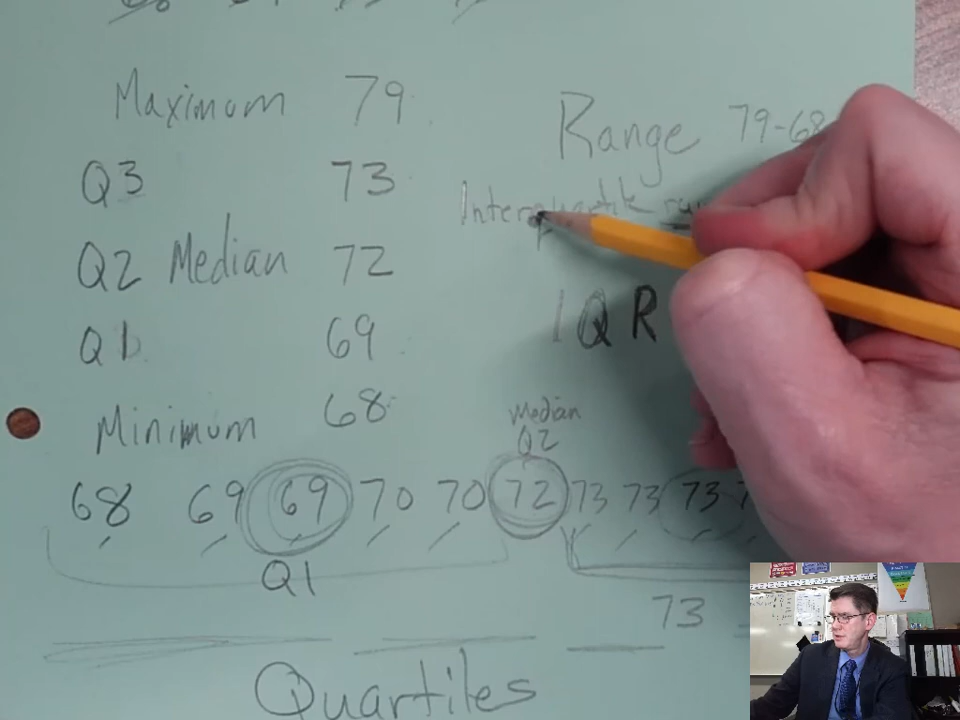 Maximum 79
Range 79-68
Q3 73
Interquartile
Q2 Median 72
IQR
Q1 69
Minimum 68
Median
Q2
68 69 69 70 70 72 73 73 73
Q1
73
Quartiles